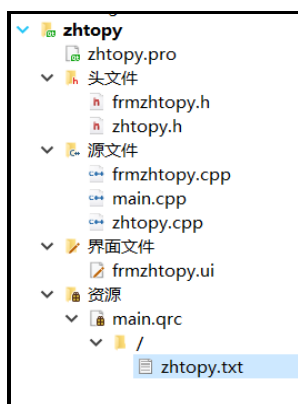 zhtopy
zhtopy.pro
头文件
frmzhtopy.h
zhtopy.h
源文件
frmzhtopy.cpp
main.cpp
zhtopy.cpp
界面文件
frmzhtopy.ui
资源
main.qrc
/
zhtopy.txt